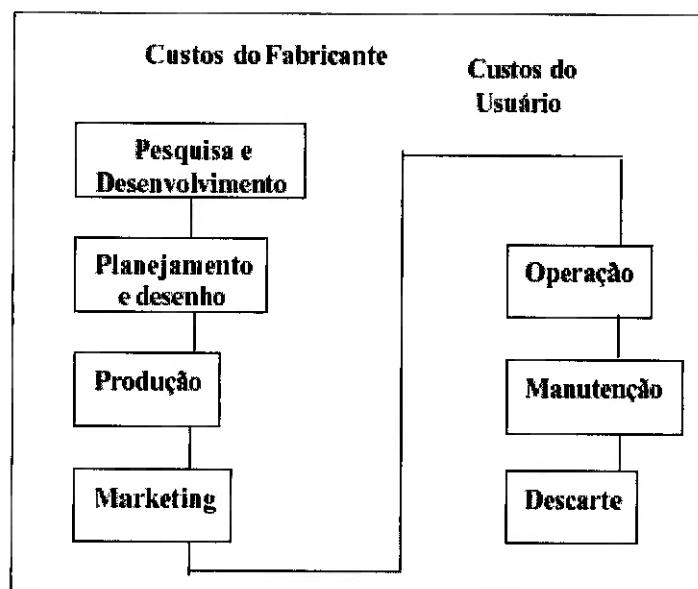 Custos do Fabricante
Pesquisa e
Desenvolvimento
Planejamento
e desenho
Produção
Marketing
Custos do
Usuário
Operação
Manutenção
Descarte